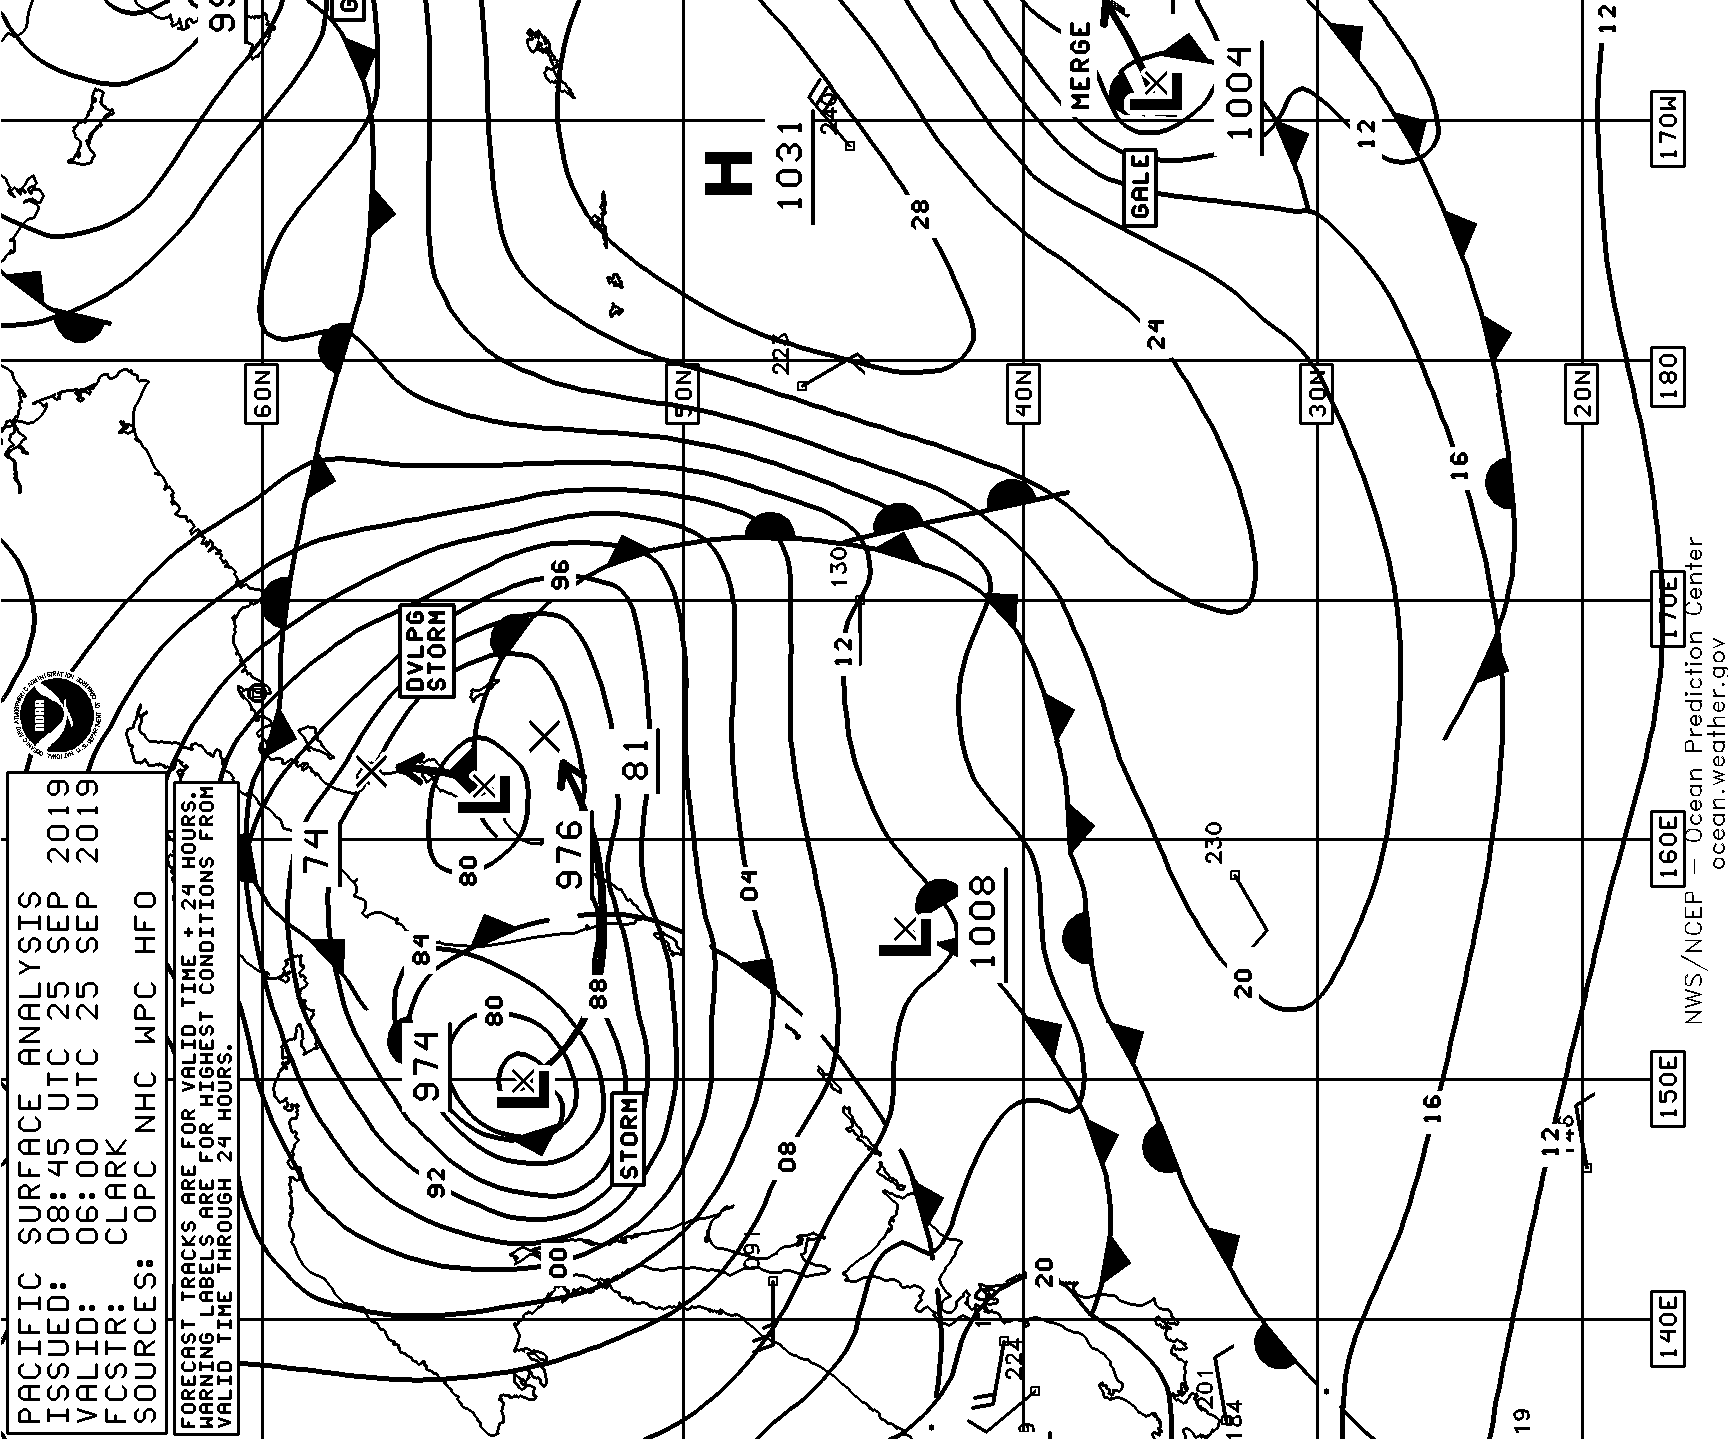 PACIFIC SURFACE ANALYSIS
ISSUED: 08:45 UTC 25 SEP 2019
VALID: 06:00 UTC 25 SEP 2019
FCSTR: CLARK
SOURCES: OPC NHC WPC HFO
FORECAST TRACKS ARE FOR VALID TIME + 24 HOURS.
WARNING LABELS ARE FOR HIGHEST CONDITIONS FROM
VALID TIME THROUGH 24 HOURS.
60N
50N
40N
30N
20N
140E
150E
160E
170E
180
170W
DVLPG
STORM
STORM
GALE
MERGE
H
1031
L
1004
L
976
L
974
L
1008
74
81
80
80
84
88
92
96
00
04
08
12
12
12
12
16
16
20
20
24
28
130
230
224
201
184
19
NWS/NCEP - Ocean Prediction Center
ocean.weather.gov